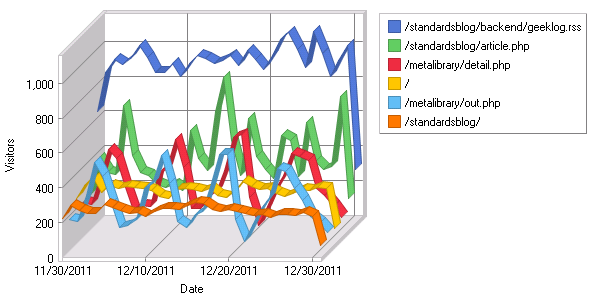 /standardsblog/backend/geeklog.rss
/standardsblog/article.php
/metalibrary/detail.php
/
/metalibrary/out.php
/standardsblog/
Visitors
1,000
800
600
400
200
0
11/30/2011
12/10/2011
12/20/2011
12/30/2011
Date